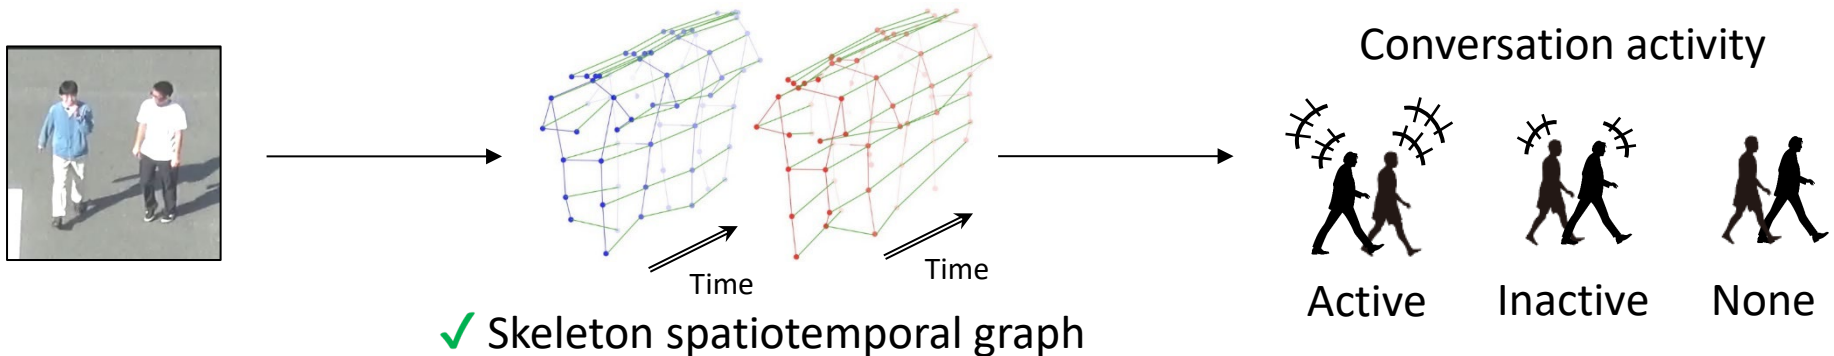 Conversation activity
Time
Time
Active
Inactive
None
✓ Skeleton spatiotemporal graph